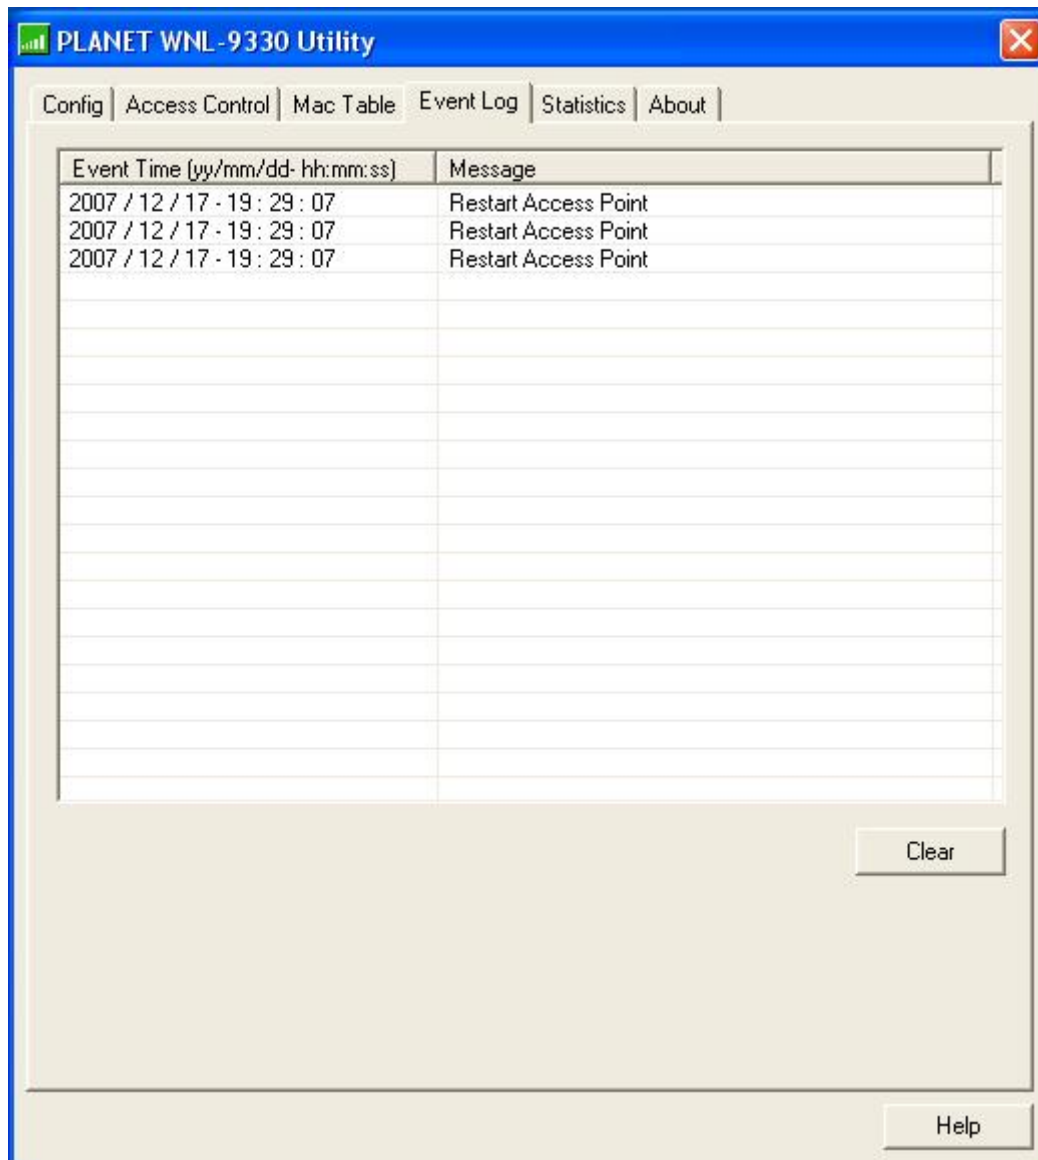 PLANET WNL-9330 Utility
Config Access Control Mac Table Event Log Statistics About
Event Time (yy/mm/dd- hh:mm:ss) Message
2007 / 12 / 17 - 19 : 29 : 07 Restart Access Point
2007 / 12 / 17 - 19 : 29 : 07 Restart Access Point
2007 / 12 / 17 - 19 : 29 : 07 Restart Access Point
Clear
Help